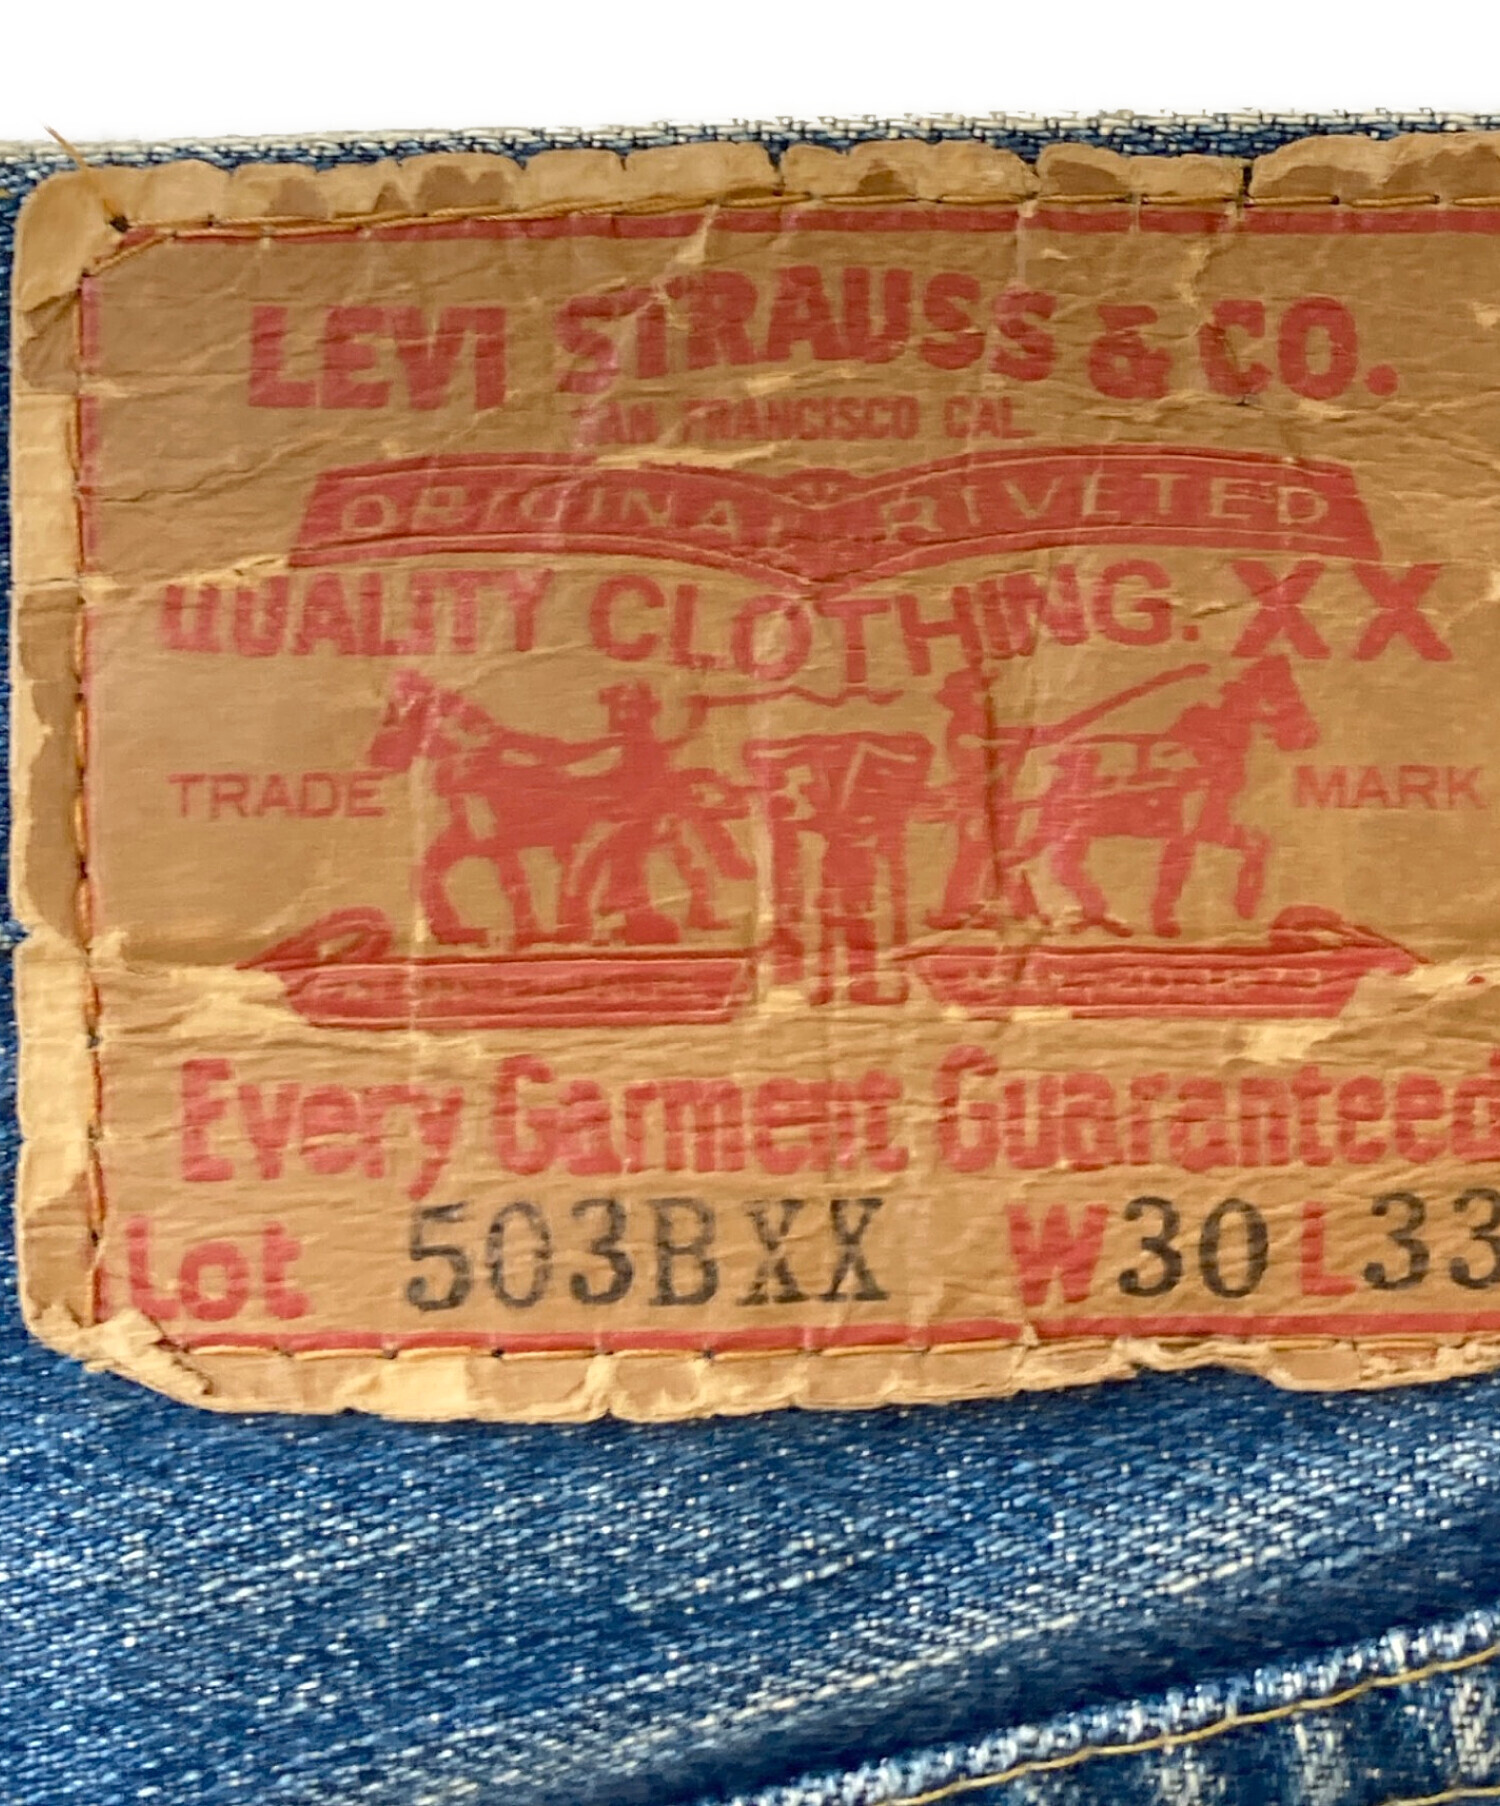 LEVI STRAUSS & CO.
SAN FRANCISCO CAL.
ORIGINAL RIVETED
QUALITY CLOTHING. XX
TRADE MARK
Every Garment Guaranteed
Lot 503BXX W30 L33